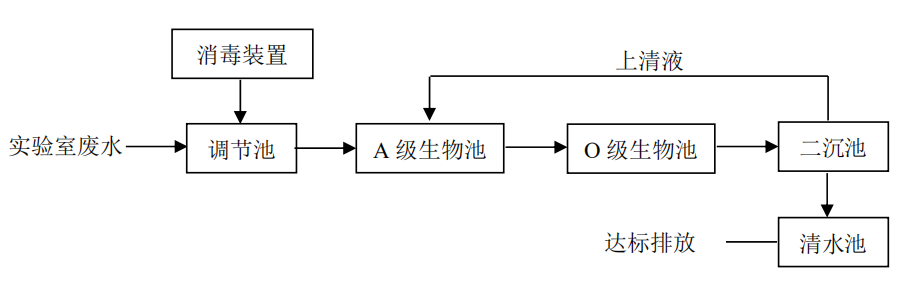 消毒装置
上清液
实验室废水
调节池
A 级生物池
O 级生物池
二沉池
达标排放
清水池